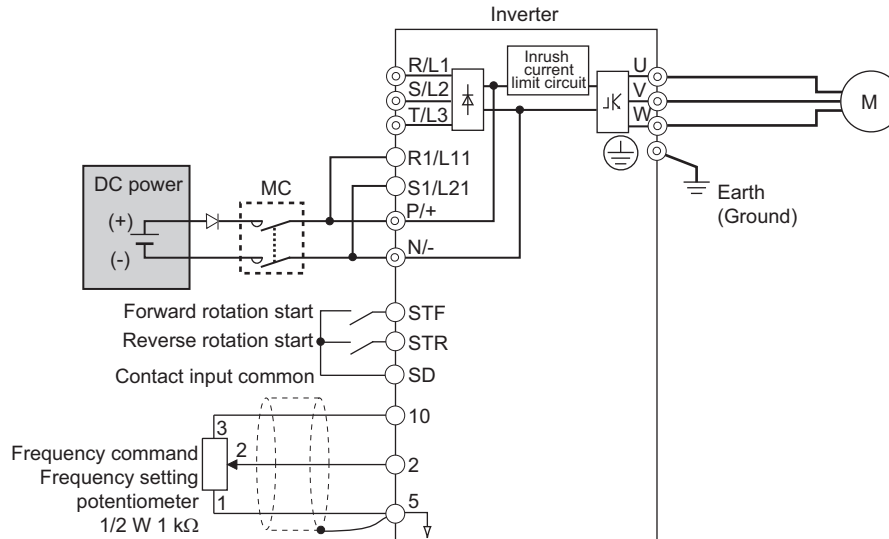 Inverter
R/L1
S/L2
T/L3
Inrush
current
limit circuit
U
V
W
M
R1/L11
S1/L21
P/+
N/-
DC power
(+)
(-)
MC
Earth
(Ground)
Forward rotation start
STF
Reverse rotation start
STR
Contact input common
SD
3
10
Frequency command
2
2
Frequency setting
potentiometer
1
5
1/2 W 1 kΩ